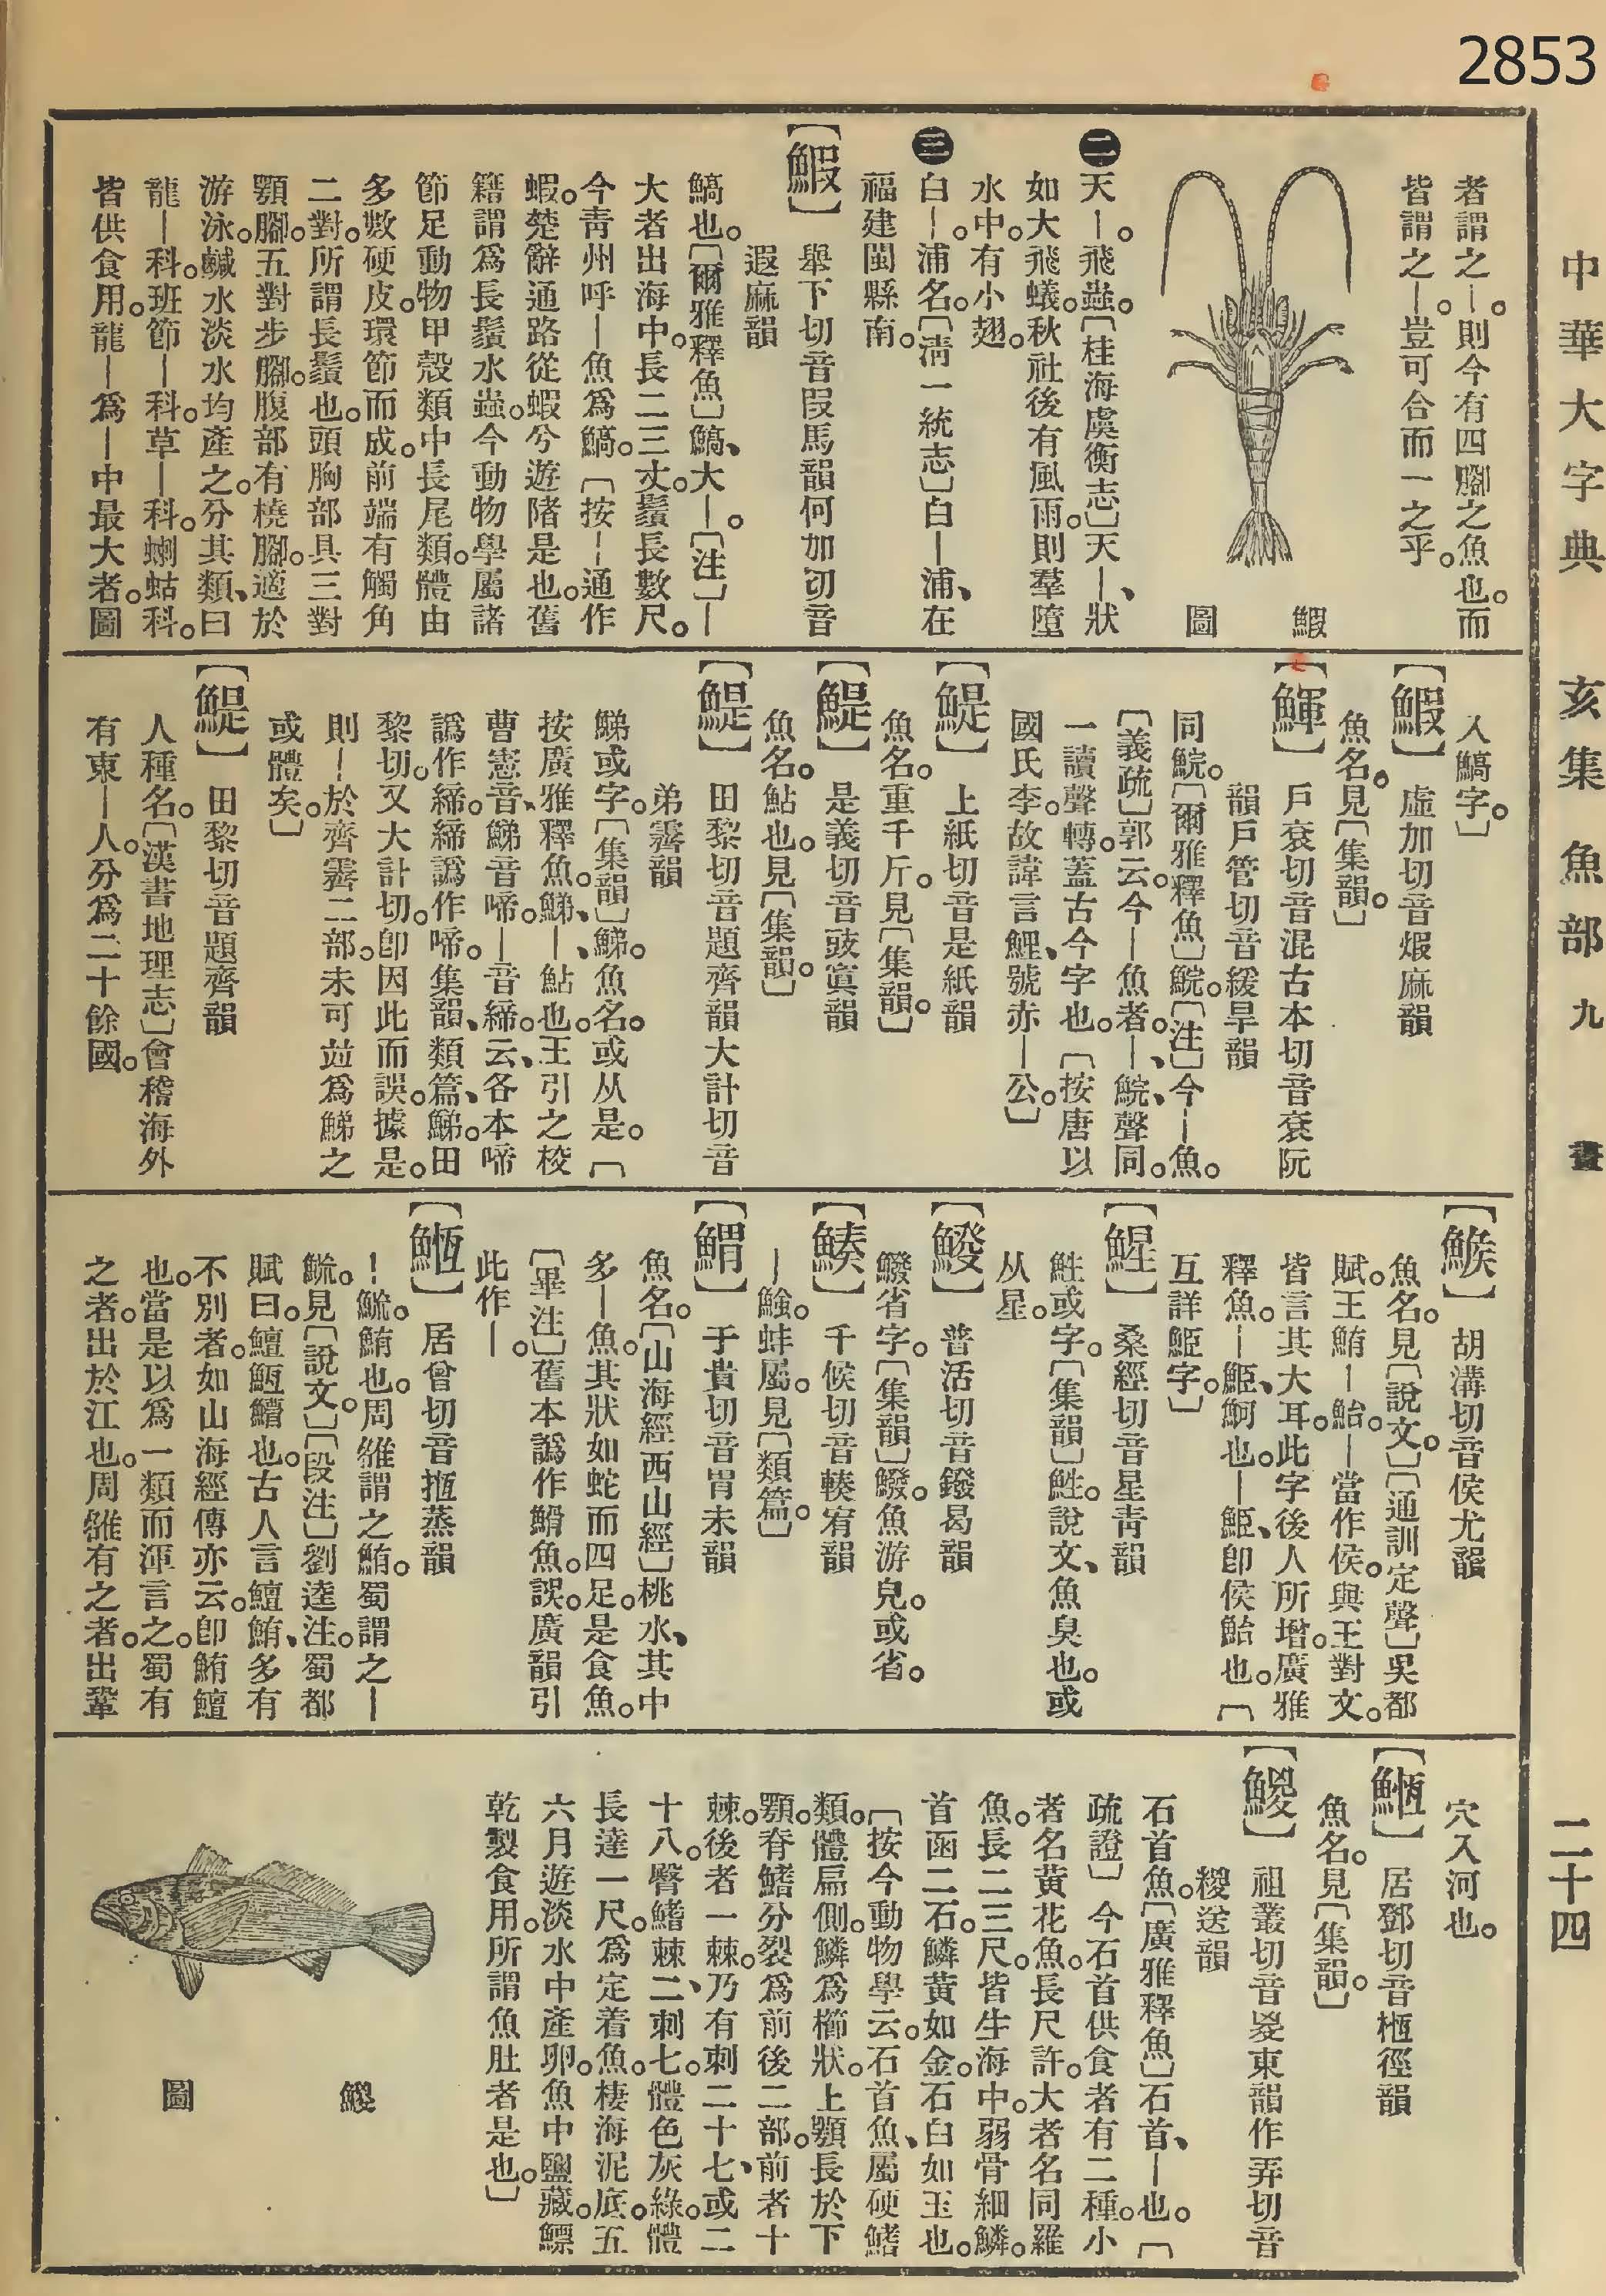 2853
中華大字典 亥集 魚部 九畫 二十四
者謂之—。則今有四腳之魚也。而
皆謂之—。豈可合而一之乎。
鰕
圖
㊁天—。飛蟲。〔桂海虞衡志〕天—、狀
如大飛蟻。秋社後有風雨。則羣墮
水中。有小翅。
㊂白—。浦名。〔淸一統志〕白—浦、在
福建閩縣南。
【鰕】 舉下切音叚馬韻何加切音
遐麻韻
鰝也。〔爾雅釋魚〕鰝、大—。〔注〕—
大者出海中。長二三丈。鬚長數尺。
今靑州呼—魚爲鰝。〔按—通作
蝦。楚辭通路從蝦兮遊陼是也。舊
籍謂爲長鬚水蟲。今動物學屬諸
節足動物甲殼類中長尾類。體由
多數硬皮環節而成。前端有觸角
二對。所謂長鬚也。頭胸部具三對
顎腳。五對步腳。腹部有橈腳。適於
游泳。鹹水淡水均產之。分其類、曰
龍—科。班節—科。草—科。蝲蛄科。
皆供食用。龍—爲—中最大者。圖
入鰝字。〕
【鰕】 虛加切音煆麻韻
魚名。見〔集韻。〕
【鯶】 戶袞切音混古本切音袞阮
韻戶管切音緩旱韻
同鯇。〔爾雅釋魚〕鯇。〔注〕今—魚。
〔義疏〕郭云。今—魚者。—、鯇聲同。
一讀聲轉。蓋古今字也。〔按唐以
國氏李。故諱言鯉、號赤—公。〕
【鯷】 上紙切音是紙韻
魚名。重千斤。見〔集韻。〕
【鯷】 是義切音豉寘韻
魚名。鮎也。見〔集韻。〕
【鯷】 田黎切音題齊韻大計切音
弟霽韻
鮷或字。〔集韻〕鮷。魚名。或从是。〔
按廣雅釋魚。鮷、—、鮎也。王引之校
曹憲音、鮷音啼。—音締。云、各本啼
譌作締。締譌作啼。集韻、類篇、鮷。田
黎切。又大計切。卽因此而誤。據是。
則—於齊霽二部。未可竝爲鮷之
或體矣。〕
【鯷】 田黎切音題齊韻
人種名。〔漢書地理志〕會稽海外
有東—人。分爲二十餘國。
【鯸】 胡溝切音侯尤韻
魚名。見〔說文。〕〔通訓定聲〕吳都
賦。王鮪—鮐。—當作侯。與王對文。
皆言其大耳。此字後人所增。廣雅
釋魚。—䱌、魺也。—䱌、卽侯鮐也。〔
互詳䱌字。〕
【鯹】 桑經切音星靑韻
鮏或字。〔集韻〕鮏。說文、魚臭也。或
从星。
【䱬】 普活切音鏺曷韻
鱍省字。〔集韻〕鱍。魚游皃。或省。
【鰊】 千候切音輳宥韻
—鰪。蚌屬。見〔類篇。〕
【䱵】 于貴切音胃未韻
魚名。〔山海經西山經〕桃水、其中
多—魚。其狀如蛇而四足。是食魚。
〔畢注〕舊本譌作鰼魚。誤。廣韻引
此作—。
【䱭】 居曾切音揯蒸韻
—、鯍。鮪也。周雒謂之鮪。蜀謂之—
鯍。見〔說文。〕〔段注〕劉逵注。蜀都
賦曰。鱣䱭鱛也。古人言鱣鮪、多有
不別者。如山海經傳亦云。卽鮪鱣
也。當是以爲一類而渾言之。蜀有
之者。出於江也。周雒有之者。出鞏
穴入河也。
【䱭】 居鄧切音㮓徑韻
魚名。見〔集韻。〕
【鯼】 祖叢切音㚇東韻作弄切音
糉送韻
石首魚。〔廣雅釋魚〕石首、—也。〔
疏證〕今石首供食者有二種。小
者名黃花魚。長尺許。大者名同羅
魚。長二三尺。皆生海中。弱骨細鱗。
首函二石。鱗黃如金。石白如玉也。
〔按今動物學云。石首魚、屬硬鰭
類。體扁側。鱗爲櫛狀。上顎長於下
顎。脊鰭分裂爲前後二部。前者十
棘。後者一棘。乃有刺二十七、或二
十八。臀鰭棘二、刺七。體色灰綠。體
長達一尺。爲定着魚。棲海泥底。五
六月遊淡水中產卵。魚中鹽藏。鰾
乾製食用。所謂魚肚者是也。〕
鯼
圖